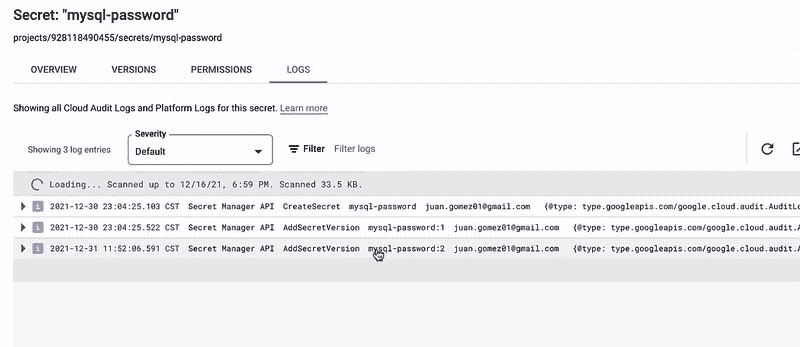 Secret: "mysql-password"
projects/928118490455/secrets/mysql-password
OVERVIEW VERSIONS PERMISSIONS LOGS
Showing all Cloud Audit Logs and Platform Logs for this secret. Learn more
Severity
Showing 3 log entries Default Filter Filter logs
Loading... Scanned up to 12/16/21, 6:59 PM. Scanned 33.5 KB.
i 2021-12-30 23:04:25.103 CST Secret Manager API CreateSecret mysql-password juan.gomez01@gmail.com {@type: type.googleapis.com/google.cloud.audit.AuditLo
i 2021-12-30 23:04:25.522 CST Secret Manager API AddSecretVersion mysql-password:1 juan.gomez01@gmail.com {@type: type.googleapis.com/google.cloud.audit.A
i 2021-12-31 11:52:06.591 CST Secret Manager API AddSecretVersion mysql-password:2 juan.gomez01@gmail.com {@type: type.googleapis.com/google.cloud.audit.A